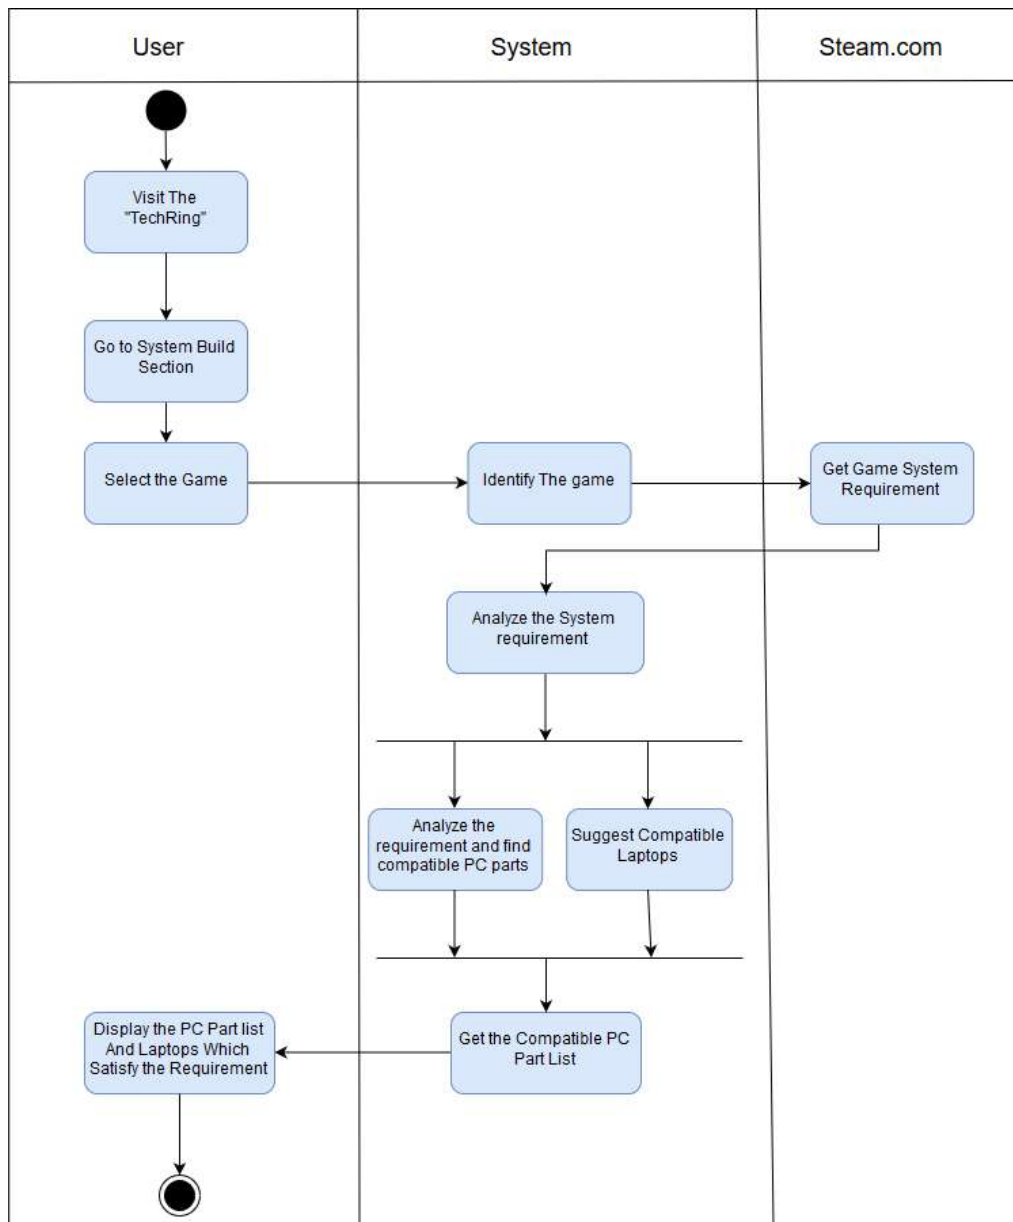 User
System
Steam.com
Visit The
"TechRing"
Go to System Build
Section
Select the Game
Identify The game
Get Game System
Requirement
Analyze the System
requirement
Analyze the
requirement and find
compatible PC parts
Suggest Compatible
Laptops
Display the PC Part list
And Laptops Which
Satisfy the Requirement
Get the Compatible PC
Part List